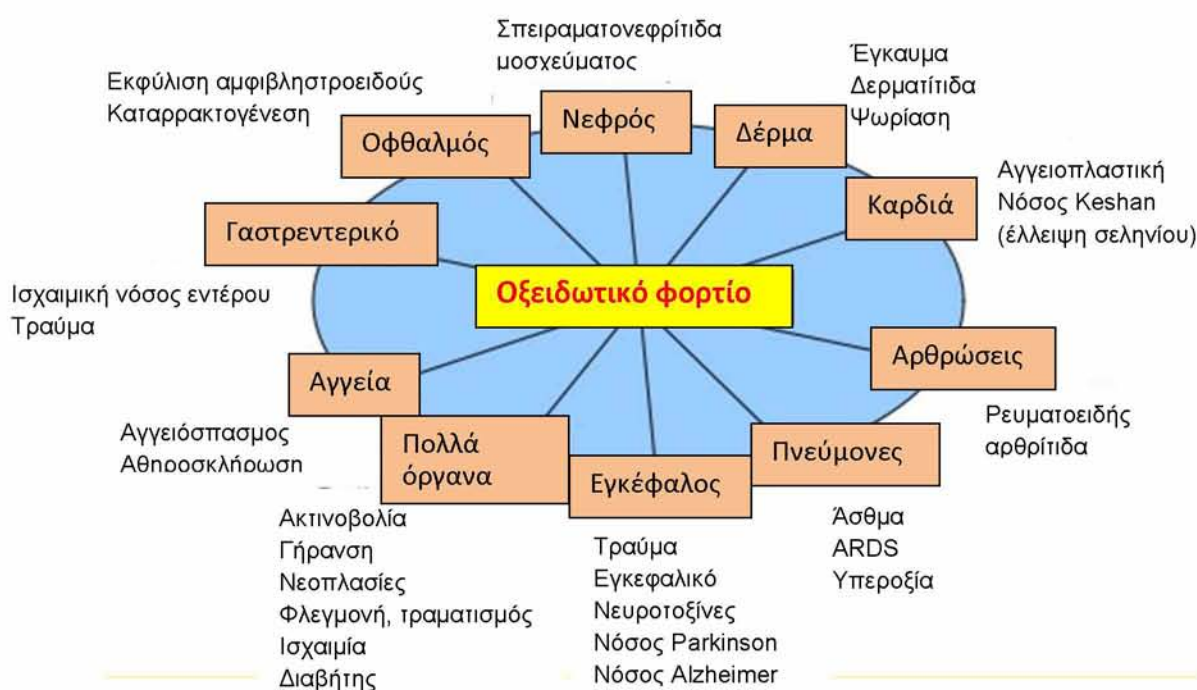 Σπειραματονεφρίτιδα
μοσχεύματος
Έγκαυμα
Δερματίτιδα
Ψωρίαση
Εκφύλιση αμφιβληστροειδούς
Καταρρακτογένεση
Νεφρός
Δέρμα
Οφθαλμός
Αγγειοπλαστική
Νόσος Keshan
(έλλειψη σεληνίου)
Καρδιά
Γαστρεντερικό
Οξειδωτικό φορτίο
Ισχαιμική νόσος εντέρου
Τραύμα
Αρθρώσεις
Αγγεία
Ρευματοειδής
αρθρίτιδα
Αγγειόσπασμος
Αθηροσκλήρωση
Πολλά
όργανα
Εγκέφαλος
Πνεύμονες
Ακτινοβολία
Γήρανση
Νεοπλασίες
Φλεγμονή, τραματισμός
Ισχαιμία
Διαβήτης
Τραύμα
Εγκεφαλικό
Νευροτοξίνες
Νόσος Parkinson
Νόσος Alzheimer
Άσθμα
ARDS
Υπεροξία